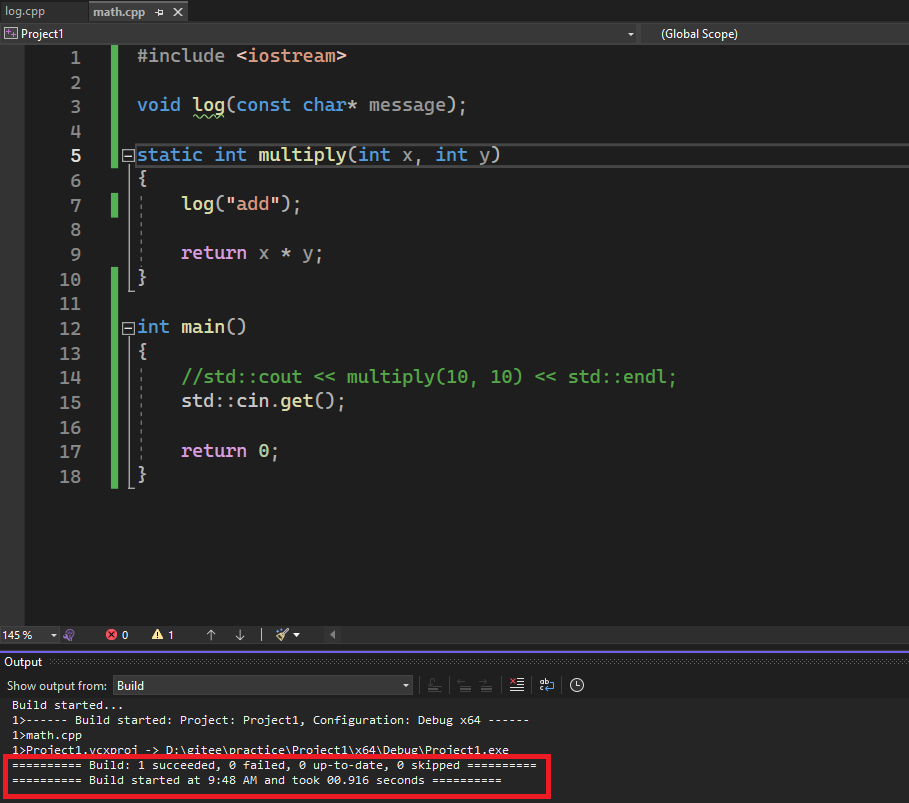 log.cpp math.cpp
Project1 (Global Scope)
1 #include <iostream>
2
3 void log(const char* message);
4
5 static int multiply(int x, int y)
6 {
7 log("add");
8
9 return x * y;
10 }
11
12 int main()
13 {
14 //std::cout << multiply(10, 10) << std::endl;
15 std::cin.get();
16
17 return 0;
18 }
145 % 0 1
Output
Show output from: Build
Build started...
1>------ Build started: Project: Project1, Configuration: Debug x64 ------
1>math.cpp
1>Project1.vcxproj -> D:\gitee\practice\Project1\x64\Debug\Project1.exe
========== Build: 1 succeeded, 0 failed, 0 up-to-date, 0 skipped ==========
========== Build started at 9:48 AM and took 00.916 seconds ==========